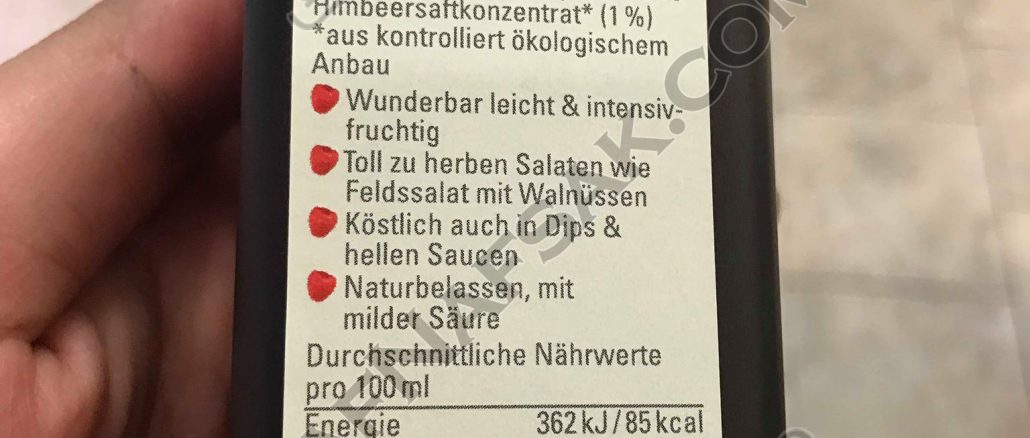 Himbeersaftkonzentrat* (1 %)
*aus kontrolliert ökologischem
Anbau
Wunderbar leicht & intensiv-
fruchtig
Toll zu herben Salaten wie
Feldssalat mit Walnüssen
Köstlich auch in Dips &
hellen Saucen
Naturbelassen, mit
milder Säure
Durchschnittliche Nährwerte
pro 100 ml
Energie 362 kJ/85 kcal